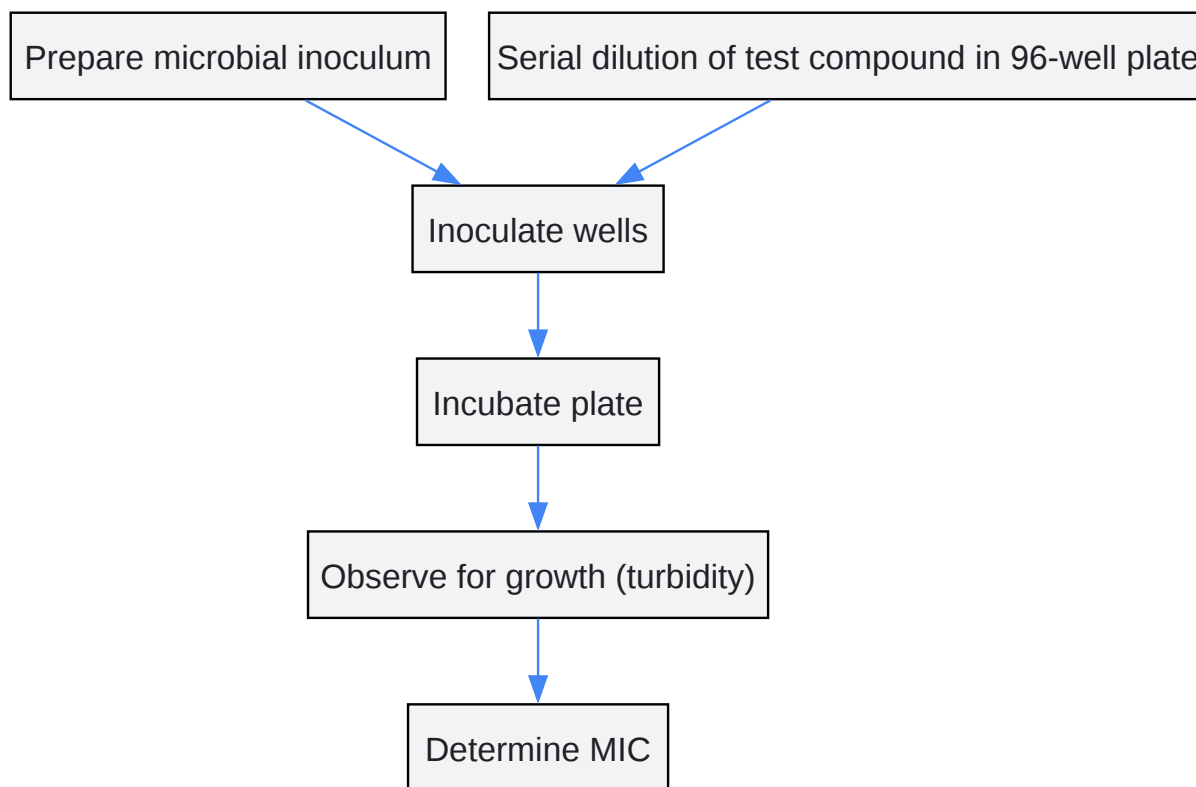 Prepare microbial inoculum
Serial dilution of test compound in 96-well plate
Inoculate wells
Incubate plate
Observe for growth (turbidity)
Determine MIC